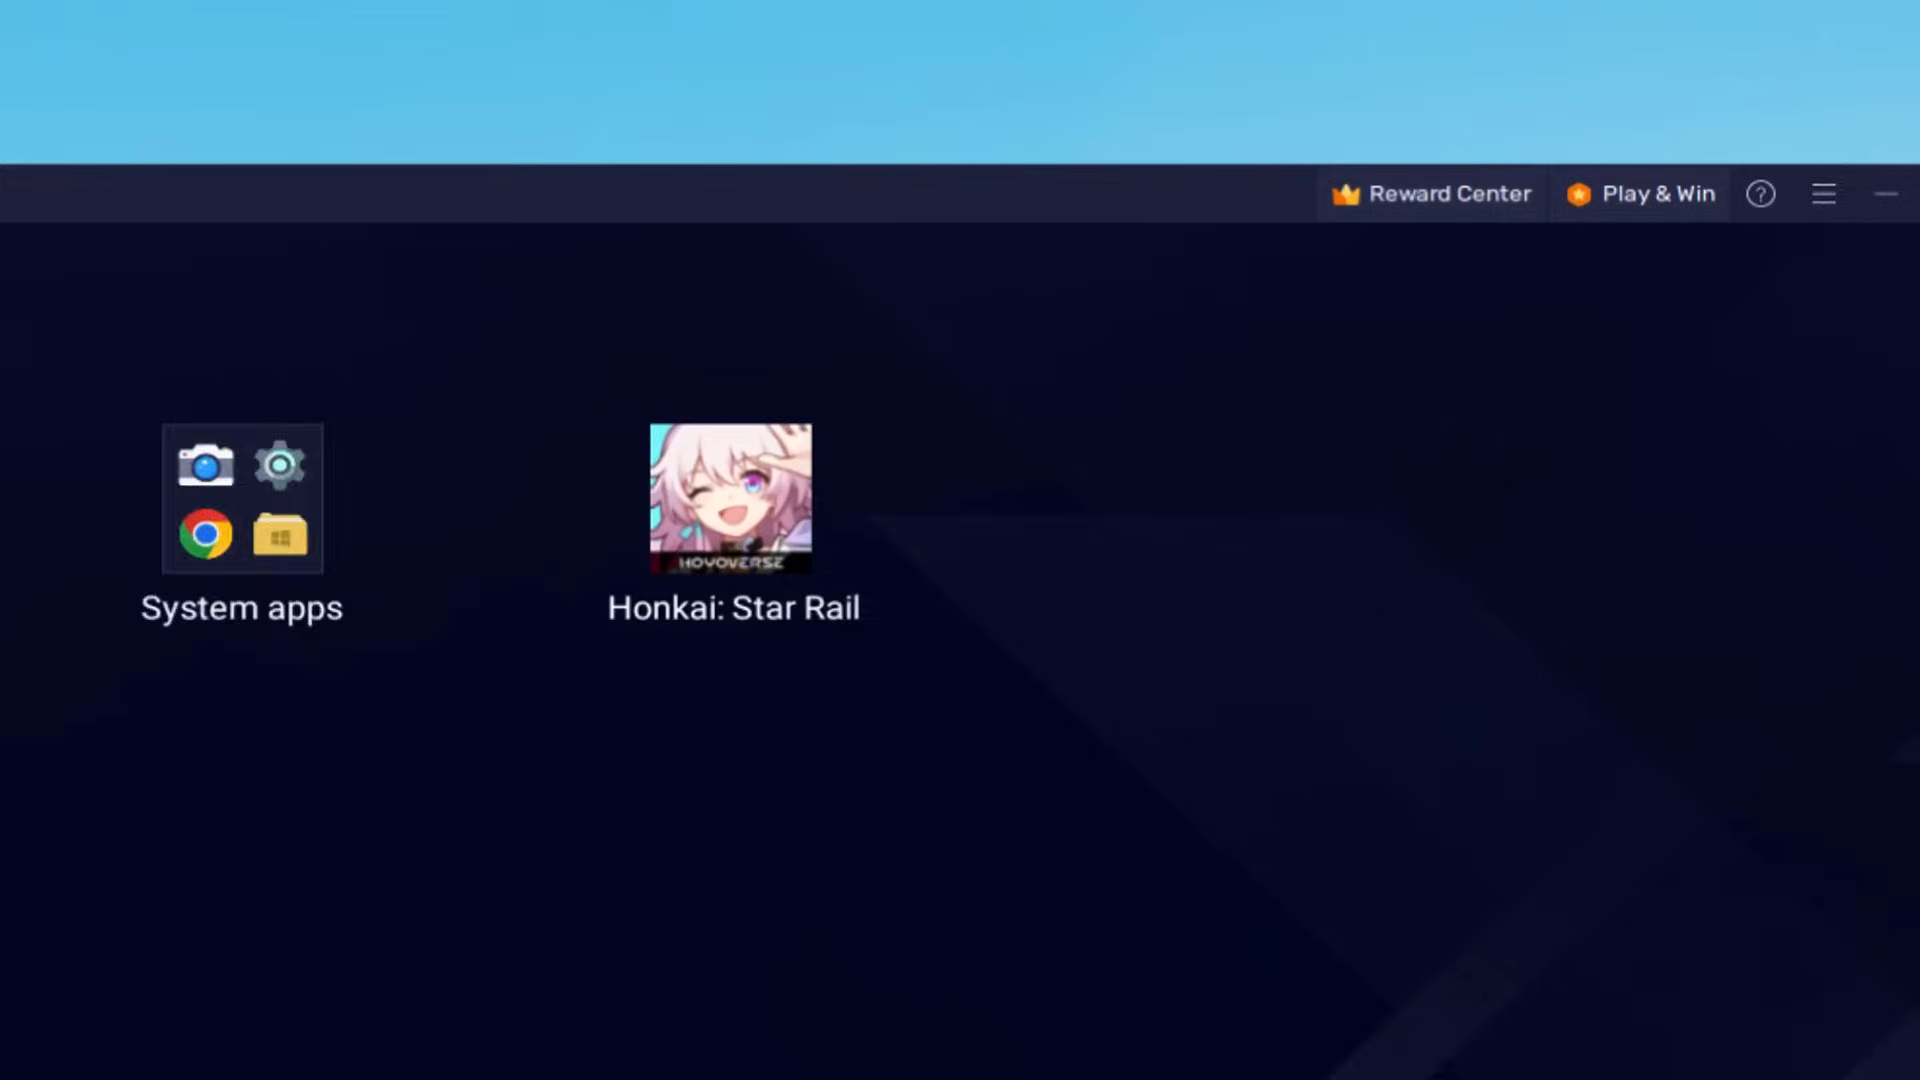 Reward Center
Play & Win
HOYOVERSE
System apps
Honkai: Star Rail